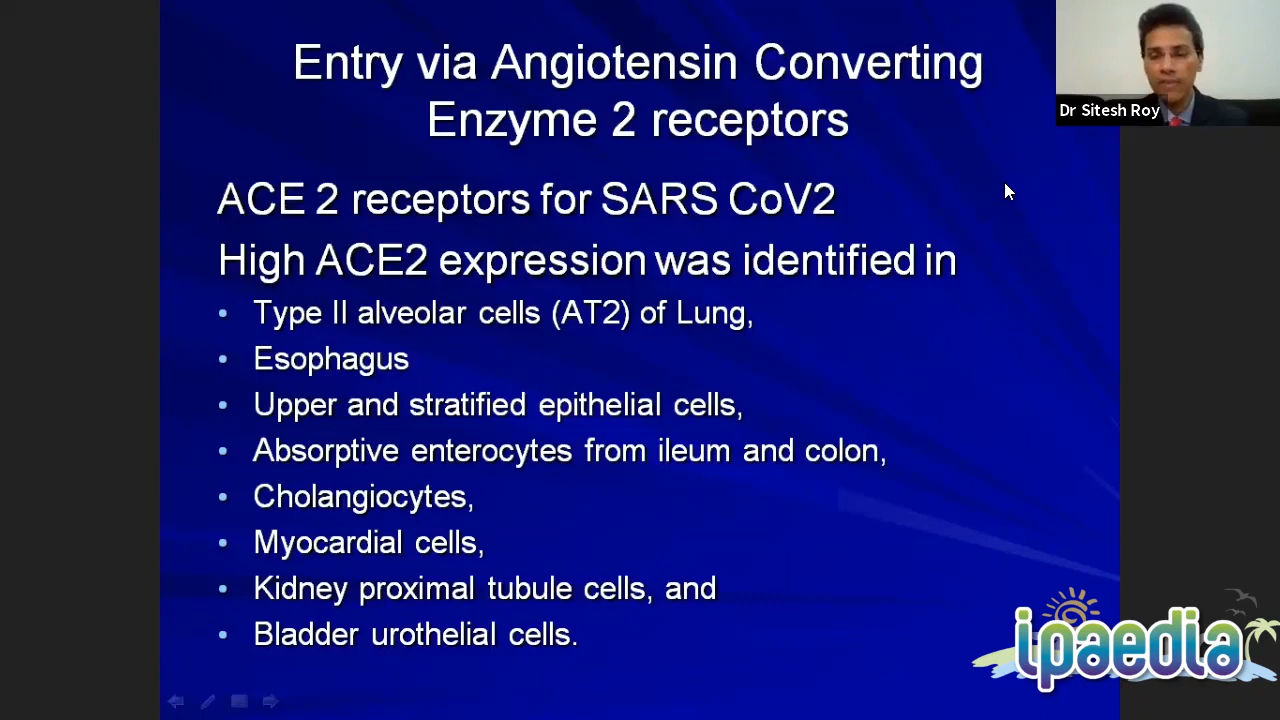 Entry via Angiotensin Converting
Enzyme 2 receptors
Dr Sitesh Roy
ACE 2 receptors for SARS CoV2
High ACE2 expression was identified in
• Type II alveolar cells (AT2) of Lung,
• Esophagus
• Upper and stratified epithelial cells,
• Absorptive enterocytes from ileum and colon,
• Cholangiocytes,
• Myocardial cells,
• Kidney proximal tubule cells, and
• Bladder urothelial cells.
ipaedia